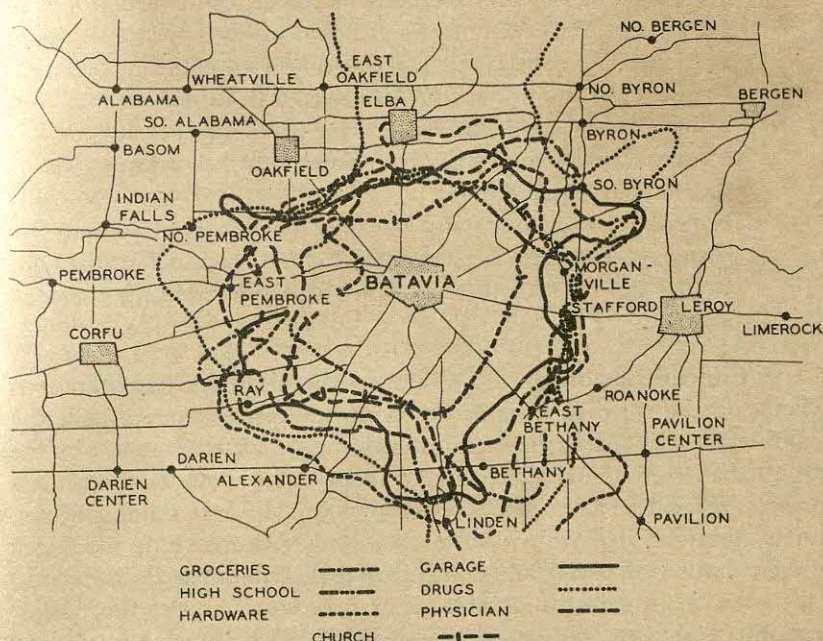 NO. BERGEN
EAST
OAKFIELD
WHEATVILLE
ALABAMA
ELBA
NO. BYRON
BERGEN
SO. ALABAMA
BYRON
BASOM
OAKFIELD
INDIAN
FALLS
SO. BYRON
NO. PEMBROKE
MORGAN-
VILLE
PEMBROKE
EAST
PEMBROKE
BATAVIA
STAFFORD
LEROY
LIMEROCK
CORFU
RAY
ROANOKE
EAST
BETHANY
PAVILION
CENTER
DARIEN
DARIEN
CENTER
ALEXANDER
BETHANY
LINDEN
PAVILION
GROCERIES
GARAGE
HIGH SCHOOL
DRUGS
HARDWARE
PHYSICIAN
CHURCH